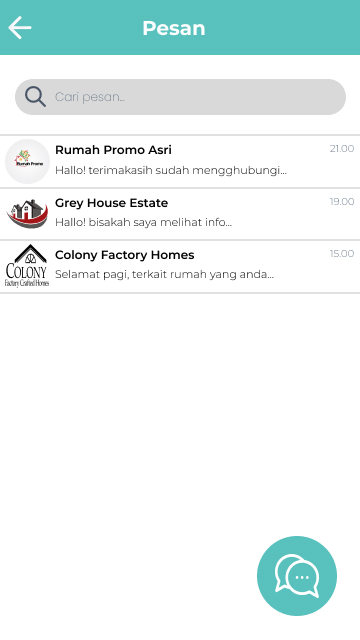 Pesan
Cari pesan...
Rumah Promo Asri
21.00
Rumah Promo
Hallo! terimakasih sudah mengghubungi...
Grey House Estate
19.00
Hallo! bisakah saya melihat info...
Colony Factory Homes
15.00
COLONY
Factory Crafted Homes
Selamat pagi, terkait rumah yang anda...